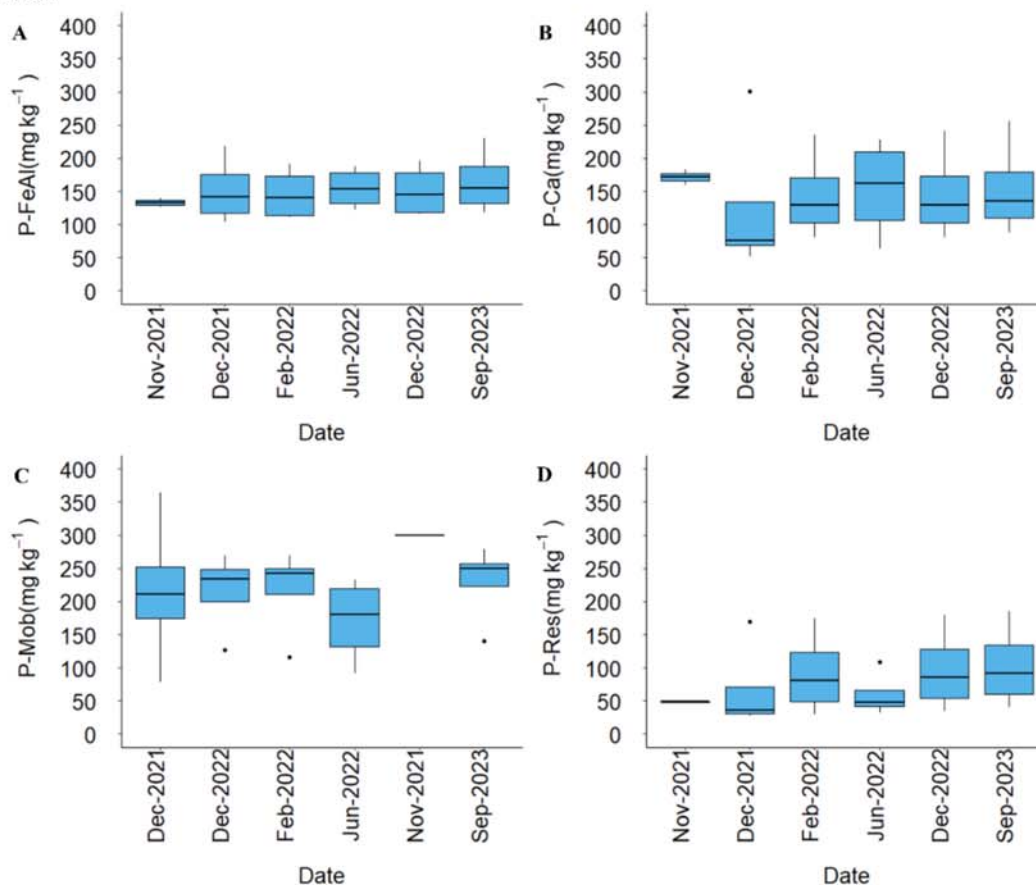 A
P-FeAl(mg kg⁻¹ )
400
350
300
250
200
150
100
50
0
Nov-2021
Dec-2021
Feb-2022
Jun-2022
Dec-2022
Sep-2023
Date
B
P-Ca(mg kg⁻¹ )
400
350
300
250
200
150
100
50
0
Nov-2021
Dec-2021
Feb-2022
Jun-2022
Dec-2022
Sep-2023
Date
C
P-Mob(mg kg⁻¹ )
400
350
300
250
200
150
100
50
0
Dec-2021
Dec-2022
Feb-2022
Jun-2022
Nov-2021
Sep-2023
Date
D
P-Res(mg kg⁻¹ )
400
350
300
250
200
150
100
50
0
Nov-2021
Dec-2021
Feb-2022
Jun-2022
Dec-2022
Sep-2023
Date